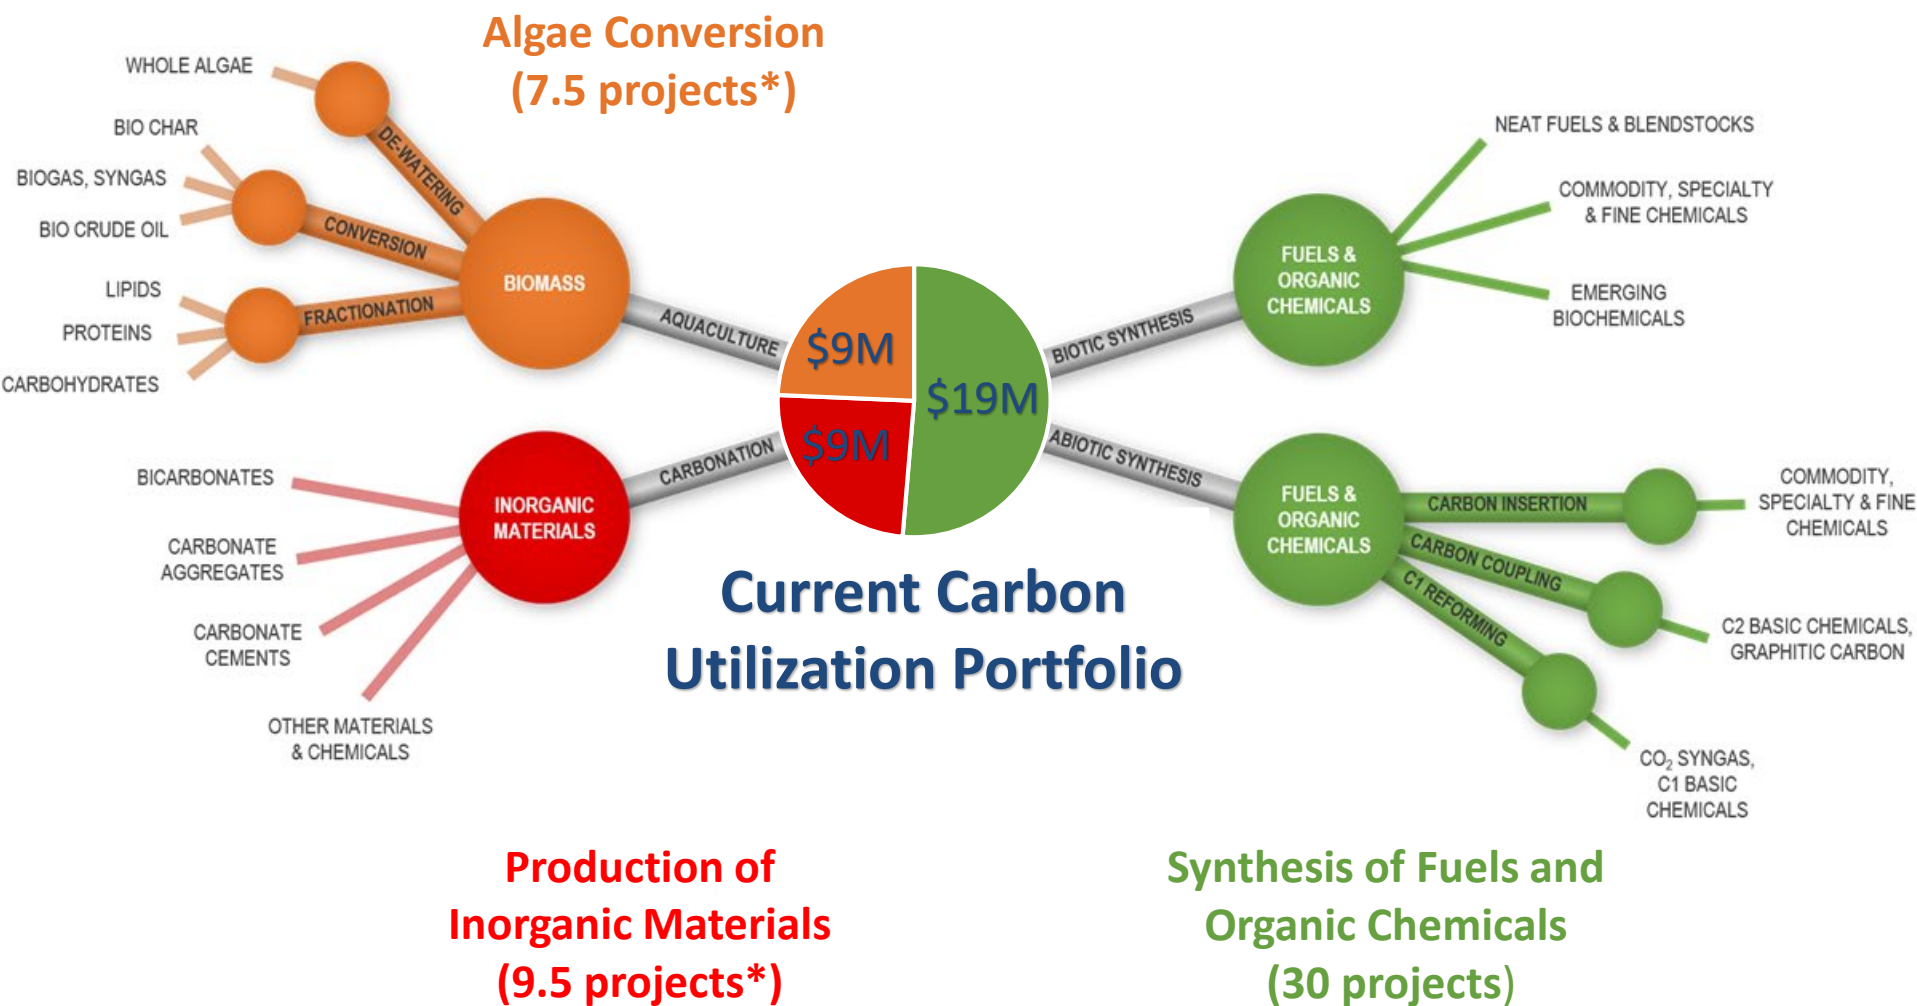 Algae Conversion
(7.5 projects*)
WHOLE ALGAE
BIO CHAR
BIOGAS, SYNGAS
BIO CRUDE OIL
LIPIDS
PROTEINS
CARBOHYDRATES
DE-WATERING
CONVERSION
FRACTIONATION
BIOMASS
AQUACULTURE
BICARBONATES
CARBONATE
AGGREGATES
CARBONATE
CEMENTS
OTHER MATERIALS
& CHEMICALS
INORGANIC
MATERIALS
CARBONATION
$9M
$9M
$19M
Current Carbon
Utilization Portfolio
BIOTIC SYNTHESIS
FUELS &
ORGANIC
CHEMICALS
NEAT FUELS & BLENDSTOCKS
COMMODITY, SPECIALTY
& FINE CHEMICALS
EMERGING
BIOCHEMICALS
ABIOTIC SYNTHESIS
FUELS &
ORGANIC
CHEMICALS
CARBON INSERTION
CARBON COUPLING
C1 REFORMING
COMMODITY,
SPECIALTY & FINE
CHEMICALS
C2 BASIC CHEMICALS,
GRAPHITIC CARBON
CO₂ SYNGAS,
C1 BASIC
CHEMICALS
Production of
Inorganic Materials
(9.5 projects*)
Synthesis of Fuels and
Organic Chemicals
(30 projects)